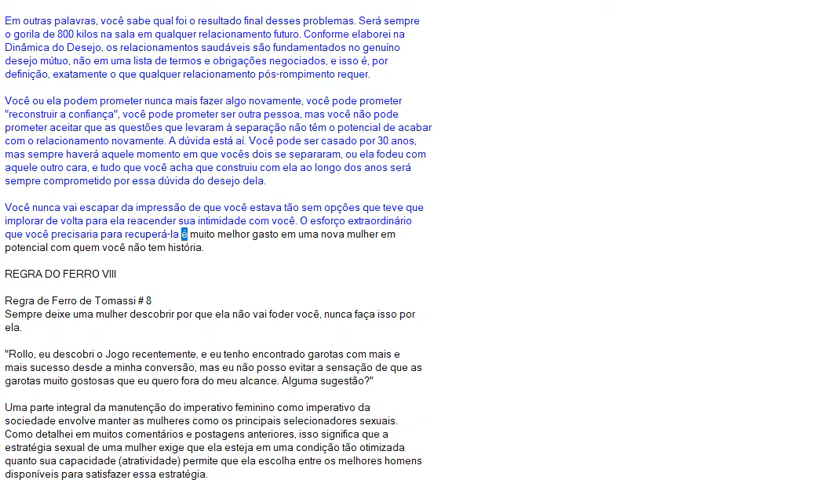 Em outras palavras, você sabe qual foi o resultado final desses problemas. Será sempre
o gorila de 800 kilos na sala em qualquer relacionamento futuro. Conforme elaborei na
Dinâmica do Desejo, os relacionamentos saudáveis são fundamentados no genuíno
desejo mútuo, não em uma lista de termos e obrigações negociados, e isso é, por
definição, exatamente o que qualquer relacionamento pós-rompimento requer.
Você ou ela podem prometer nunca mais fazer algo novamente, você pode prometer
"reconstruir a confiança", você pode prometer ser outra pessoa, mas você não pode
prometer aceitar que as questões que levaram à separação não têm o potencial de acabar
com o relacionamento novamente. A dúvida está aí. Você pode ser casado por 30 anos,
mas sempre haverá aquele momento em que vocês dois se separaram, ou ela fodeu com
aquele outro cara, e tudo que você acha que construiu com ela ao longo dos anos será
sempre comprometido por essa dúvida do desejo dela.
Você nunca vai escapar da impressão de que você estava tão sem opções que teve que
implorar de volta para ela reacender sua intimidade com você. O esforço extraordinário
que você precisaria para recuperá-la é muito melhor gasto em uma nova mulher em
potencial com quem você não tem história.
REGRA DO FERRO VIII
Regra de Ferro de Tomassi # 8
Sempre deixe uma mulher descobrir por que ela não vai foder você, nunca faça isso por
ela.
"Rollo, eu descobri o Jogo recentemente, e eu tenho encontrado garotas com mais e
mais sucesso desde a minha conversão, mas eu não posso evitar a sensação de que as
garotas muito gostosas que eu quero fora do meu alcance. Alguma sugestão?"
Uma parte integral da manutenção do imperativo feminino como imperativo da
sociedade envolve manter as mulheres como os principais selecionadores sexuais.
Como detalhei em muitos comentários e postagens anteriores, isso significa que a
estratégia sexual de uma mulher exige que ela esteja em uma condição tão otimizada
quanto sua capacidade (atratividade) permite que ela escolha entre os melhores homens
disponíveis para satisfazer essa estratégia.